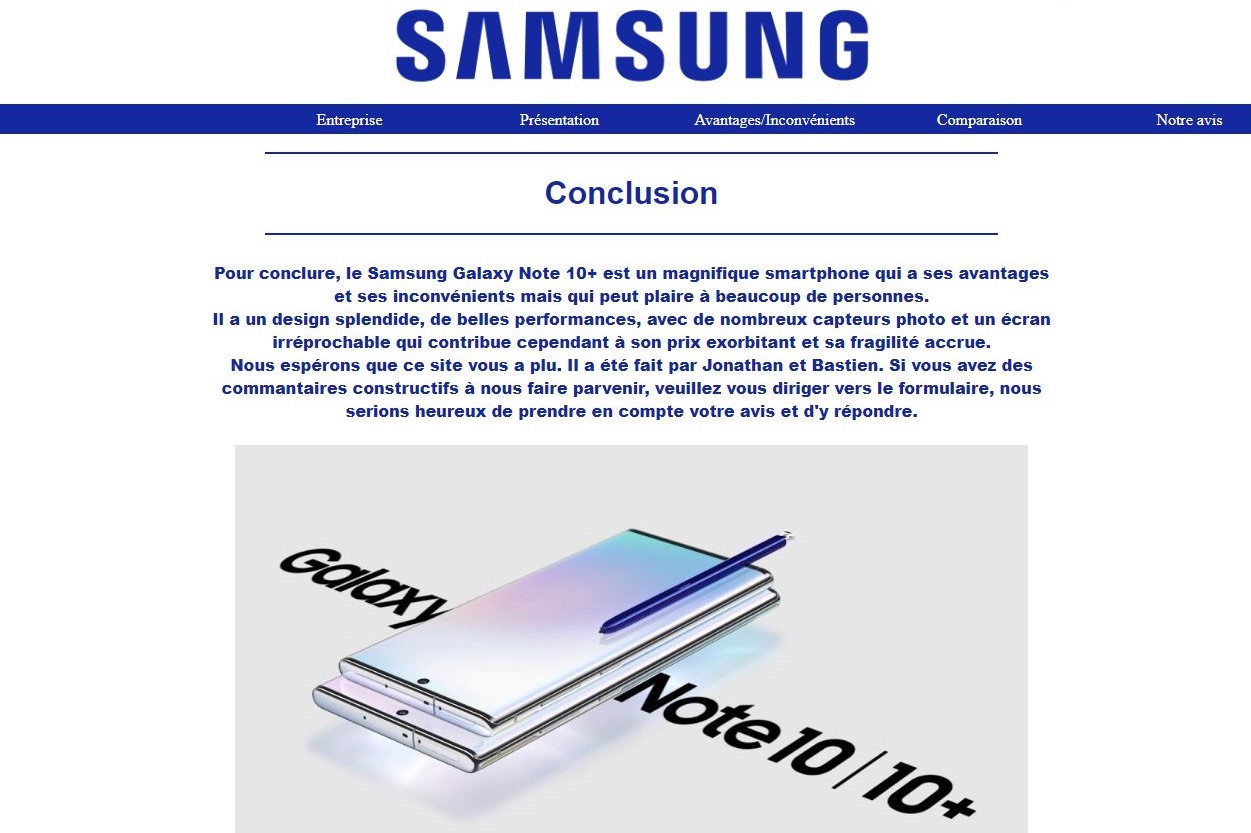 SAMSUNG
Entreprise Présentation Avantages/Inconvénients Comparaison Notre avis
Conclusion
Pour conclure, le Samsung Galaxy Note 10+ est un magnifique smartphone qui a ses avantages
et ses inconvénients mais qui peut plaire à beaucoup de personnes.
Il a un design splendide, de belles performances, avec de nombreux capteurs photo et un écran
irréprochable qui contribue cependant à son prix exorbitant et sa fragilité accrue.
Nous espérons que ce site vous a plu. Il a été fait par Jonathan et Bastien. Si vous avez des
commantaires constructifs à nous faire parvenir, veuillez vous diriger vers le formulaire, nous
serions heureux de prendre en compte votre avis et d'y répondre.
Galaxy
Note10 | 10+